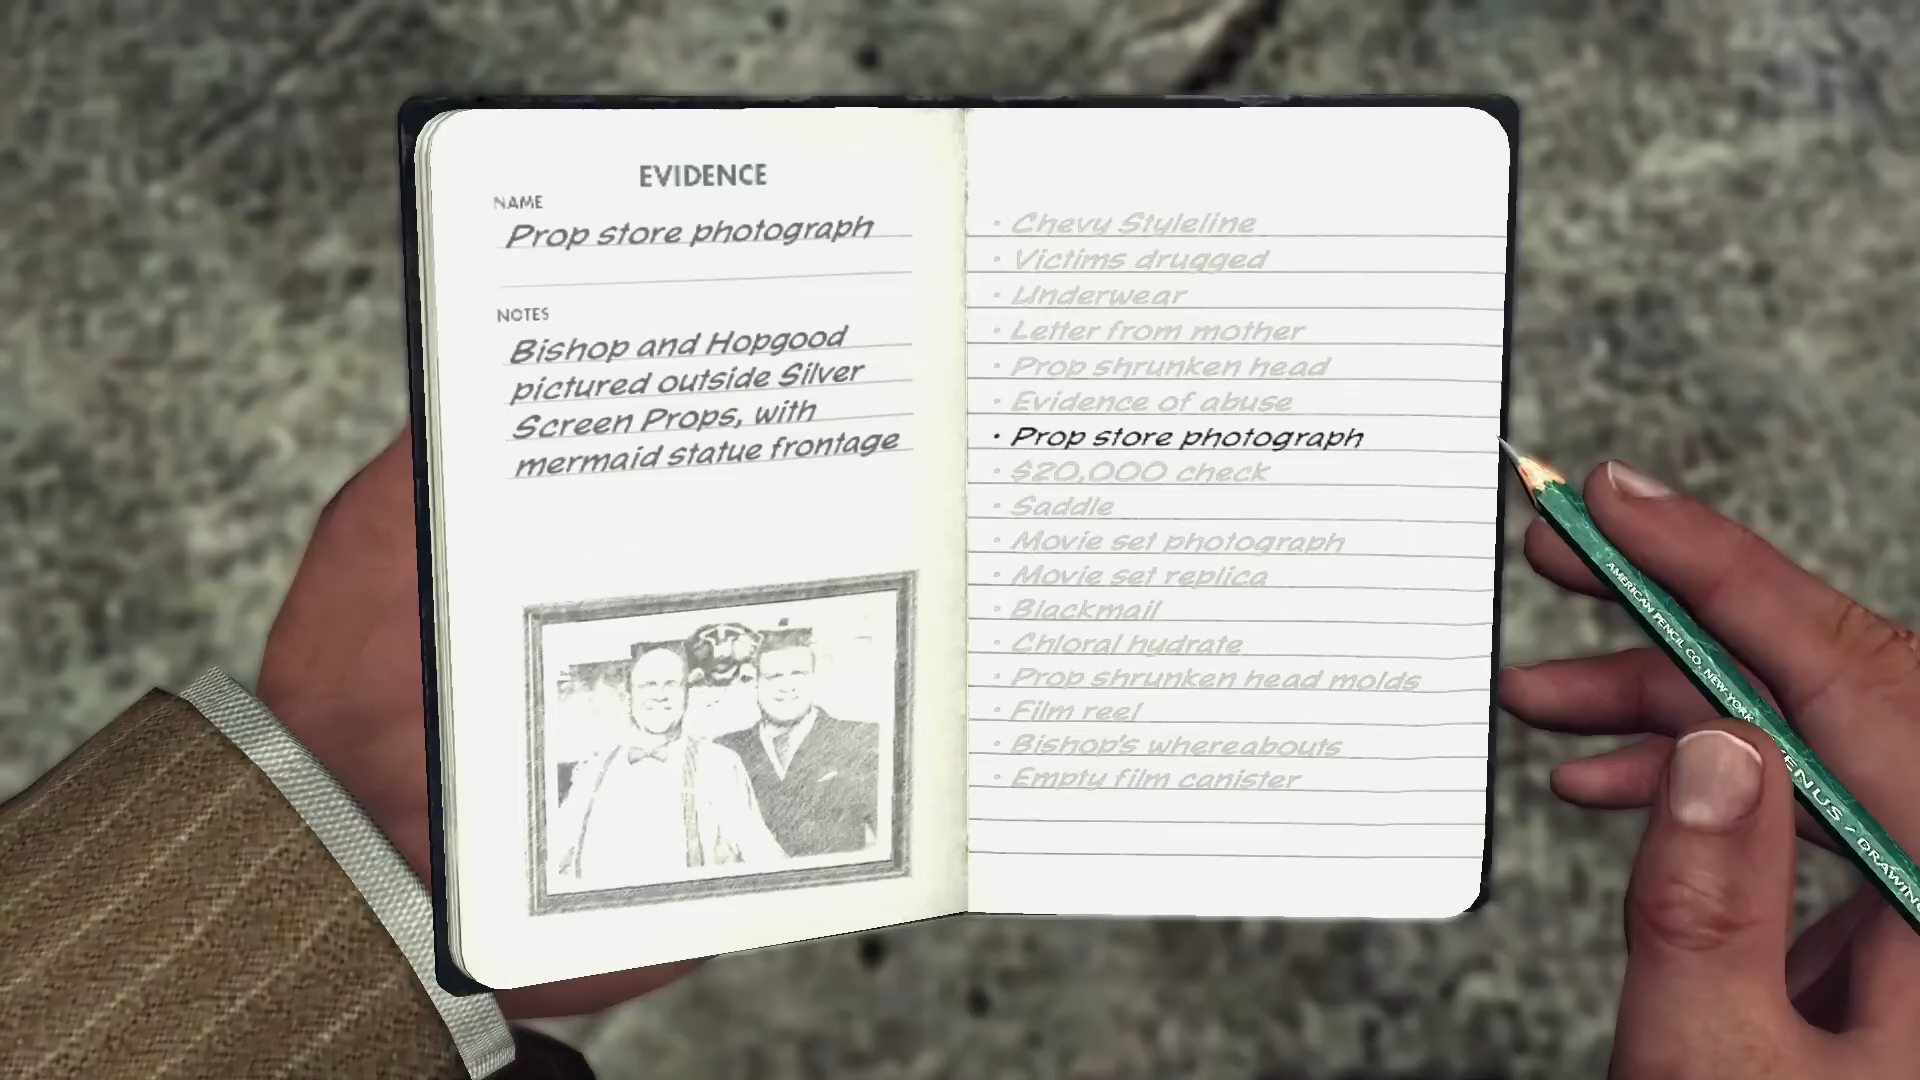 EVIDENCE
NAME
Prop store photograph
NOTES
Bishop and Hopgood
pictured outside Silver
Screen Props, with
mermaid statue frontage
• Chevy Styleline
• Victims drugged
• Underwear
• Letter from mother
• Prop shrunken head
• Evidence of abuse
• Prop store photograph
• $20,000 check
• Saddle
• Movie set photograph
• Movie set replica
• Blackmail
• Chloral hydrate
• Prop shrunken head molds
• Film reel
• Bishop's whereabouts
• Empty film canister
AMERICAN PENCIL CO. NEW YORK
DRAWING